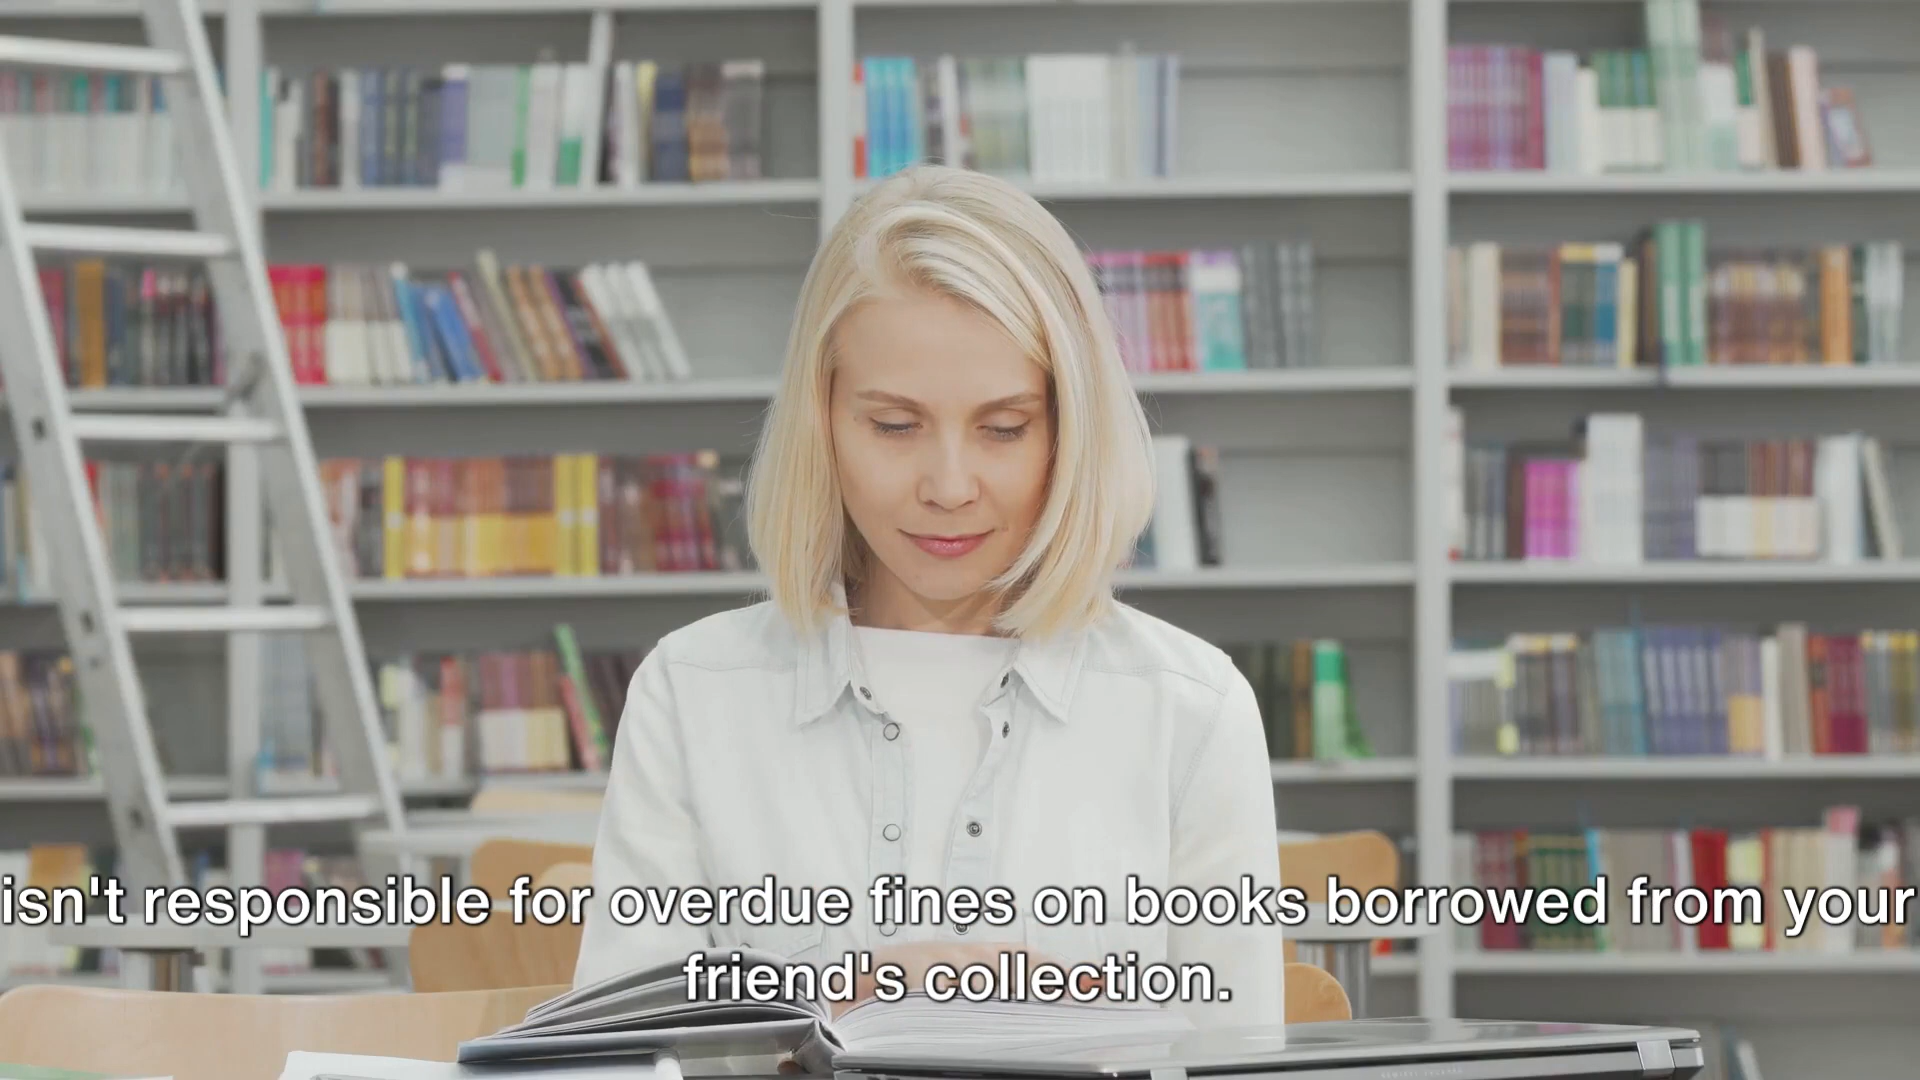 isn't responsible for overdue fines on books borrowed from your
friend's collection.